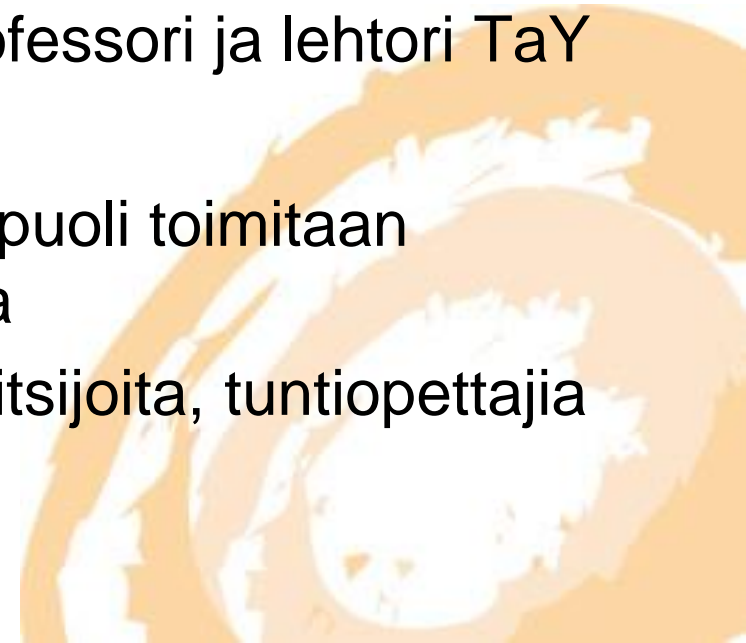 ofessori ja lehtori TaY
puoli toimitaan
a
itsijoita, tuntiopettajia